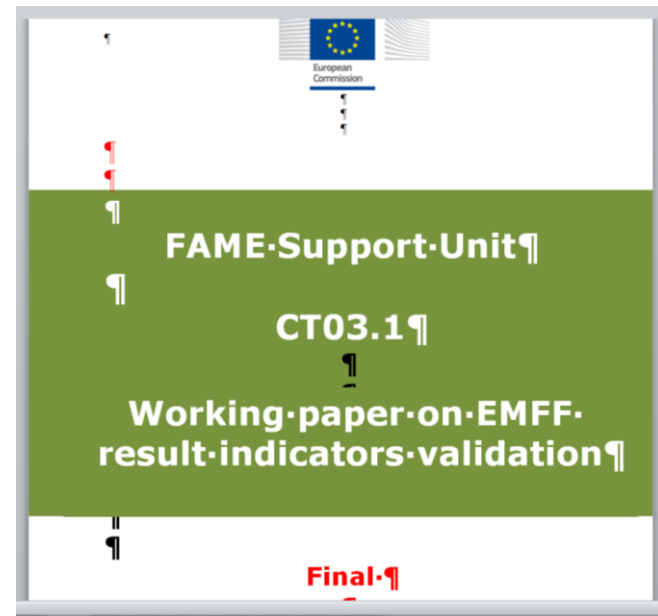 ¶
European
Commission
¶
¶
¶
¶
¶
¶
FAME·Support·Unit¶
¶
CT03.1¶
¶
Working·paper·on·EMFF·
result·indicators·validation¶
¶
Final·¶